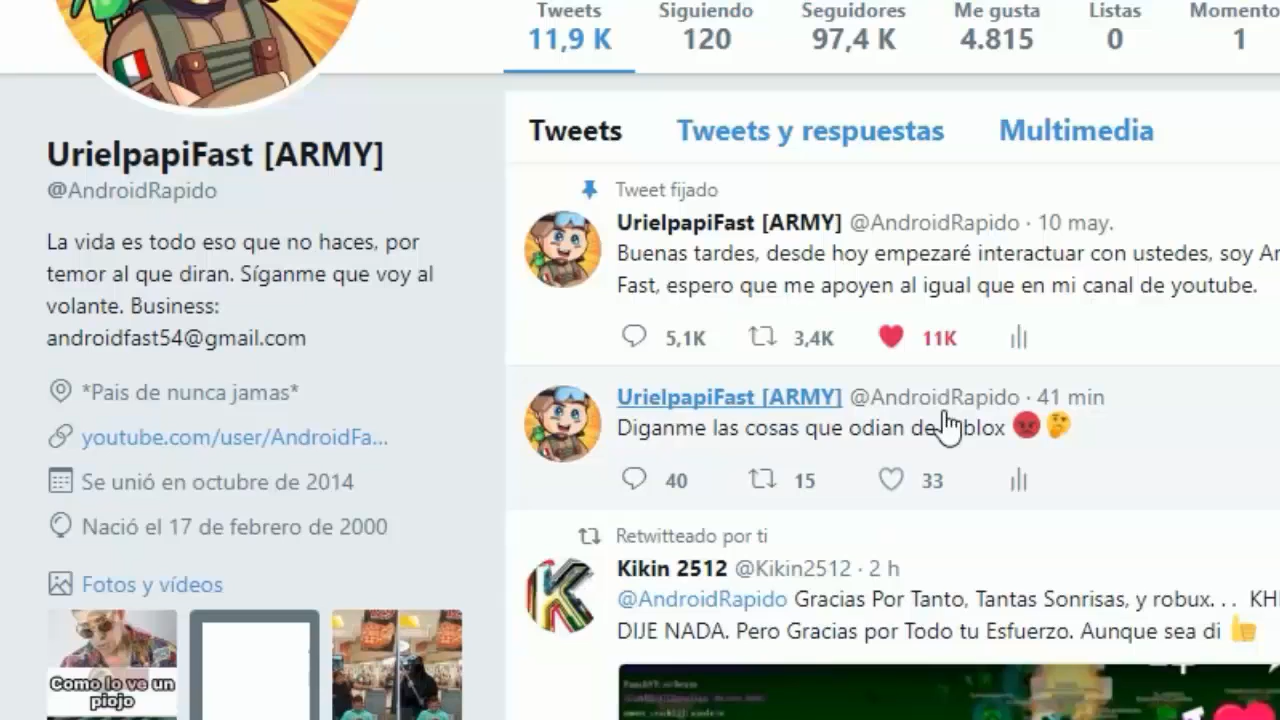 Tweets Siguiendo Seguidores Me gusta Listas Momento
11,9 K 120 97,4 K 4.815 0 1
UrielpapiFast [ARMY]
@AndroidRapido
La vida es todo eso que no haces, por
temor al que diran. Síganme que voy al
volante. Business:
androidfast54@gmail.com
*Pais de nunca jamas*
youtube.com/user/AndroidFa...
Se unió en octubre de 2014
Nació el 17 de febrero de 2000
Fotos y vídeos
Como lo ve un
piojo
Tweets Tweets y respuestas Multimedia
Tweet fijado
UrielpapiFast [ARMY] @AndroidRapido · 10 may.
Buenas tardes, desde hoy empezaré interactuar con ustedes, soy An
Fast, espero que me apoyen al igual que en mi canal de youtube.
5,1K 3,4K 11K
UrielpapiFast [ARMY] @AndroidRapido · 41 min
Diganme las cosas que odian de blox 😡 🤔
40 15 33
Retwitteado por ti
Kikin 2512 @Kikin2512 · 2 h
@AndroidRapido Gracias Por Tanto, Tantas Sonrisas, y robux. . . KH
DIJE NADA. Pero Gracias por Todo tu Esfuerzo. Aunque sea di 👍